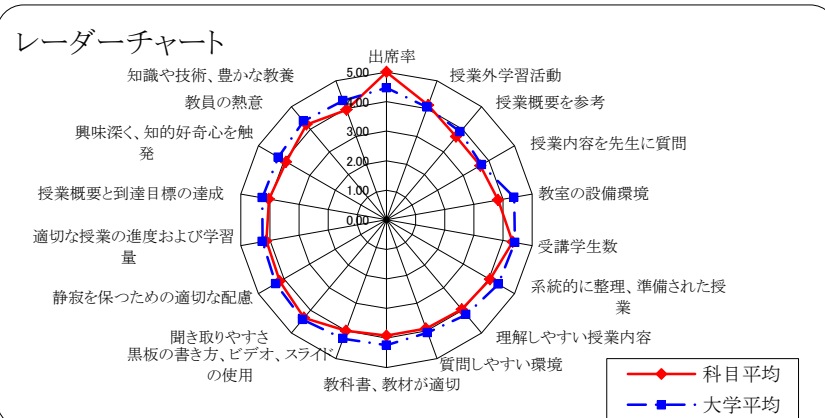 レーダーチャート
出席率
授業外学習活動
授業概要を参考
授業内容を先生に質問
教室の設備環境
受講学生数
系統的に整理、準備された授
業
理解しやすい授業内容
質問しやすい環境
教科書、教材が適切
黒板の書き方、ビデオ、スライド
の使用
聞き取りやすさ
静寂を保つための適切な配慮
適切な授業の進度および学習
量
授業概要と到達目標の達成
興味深く、知的好奇心を触
発
教員の熱意
知識や技術、豊かな教養
5.00
4.00
3.00
2.00
1.00
0.00
科目平均
大学平均